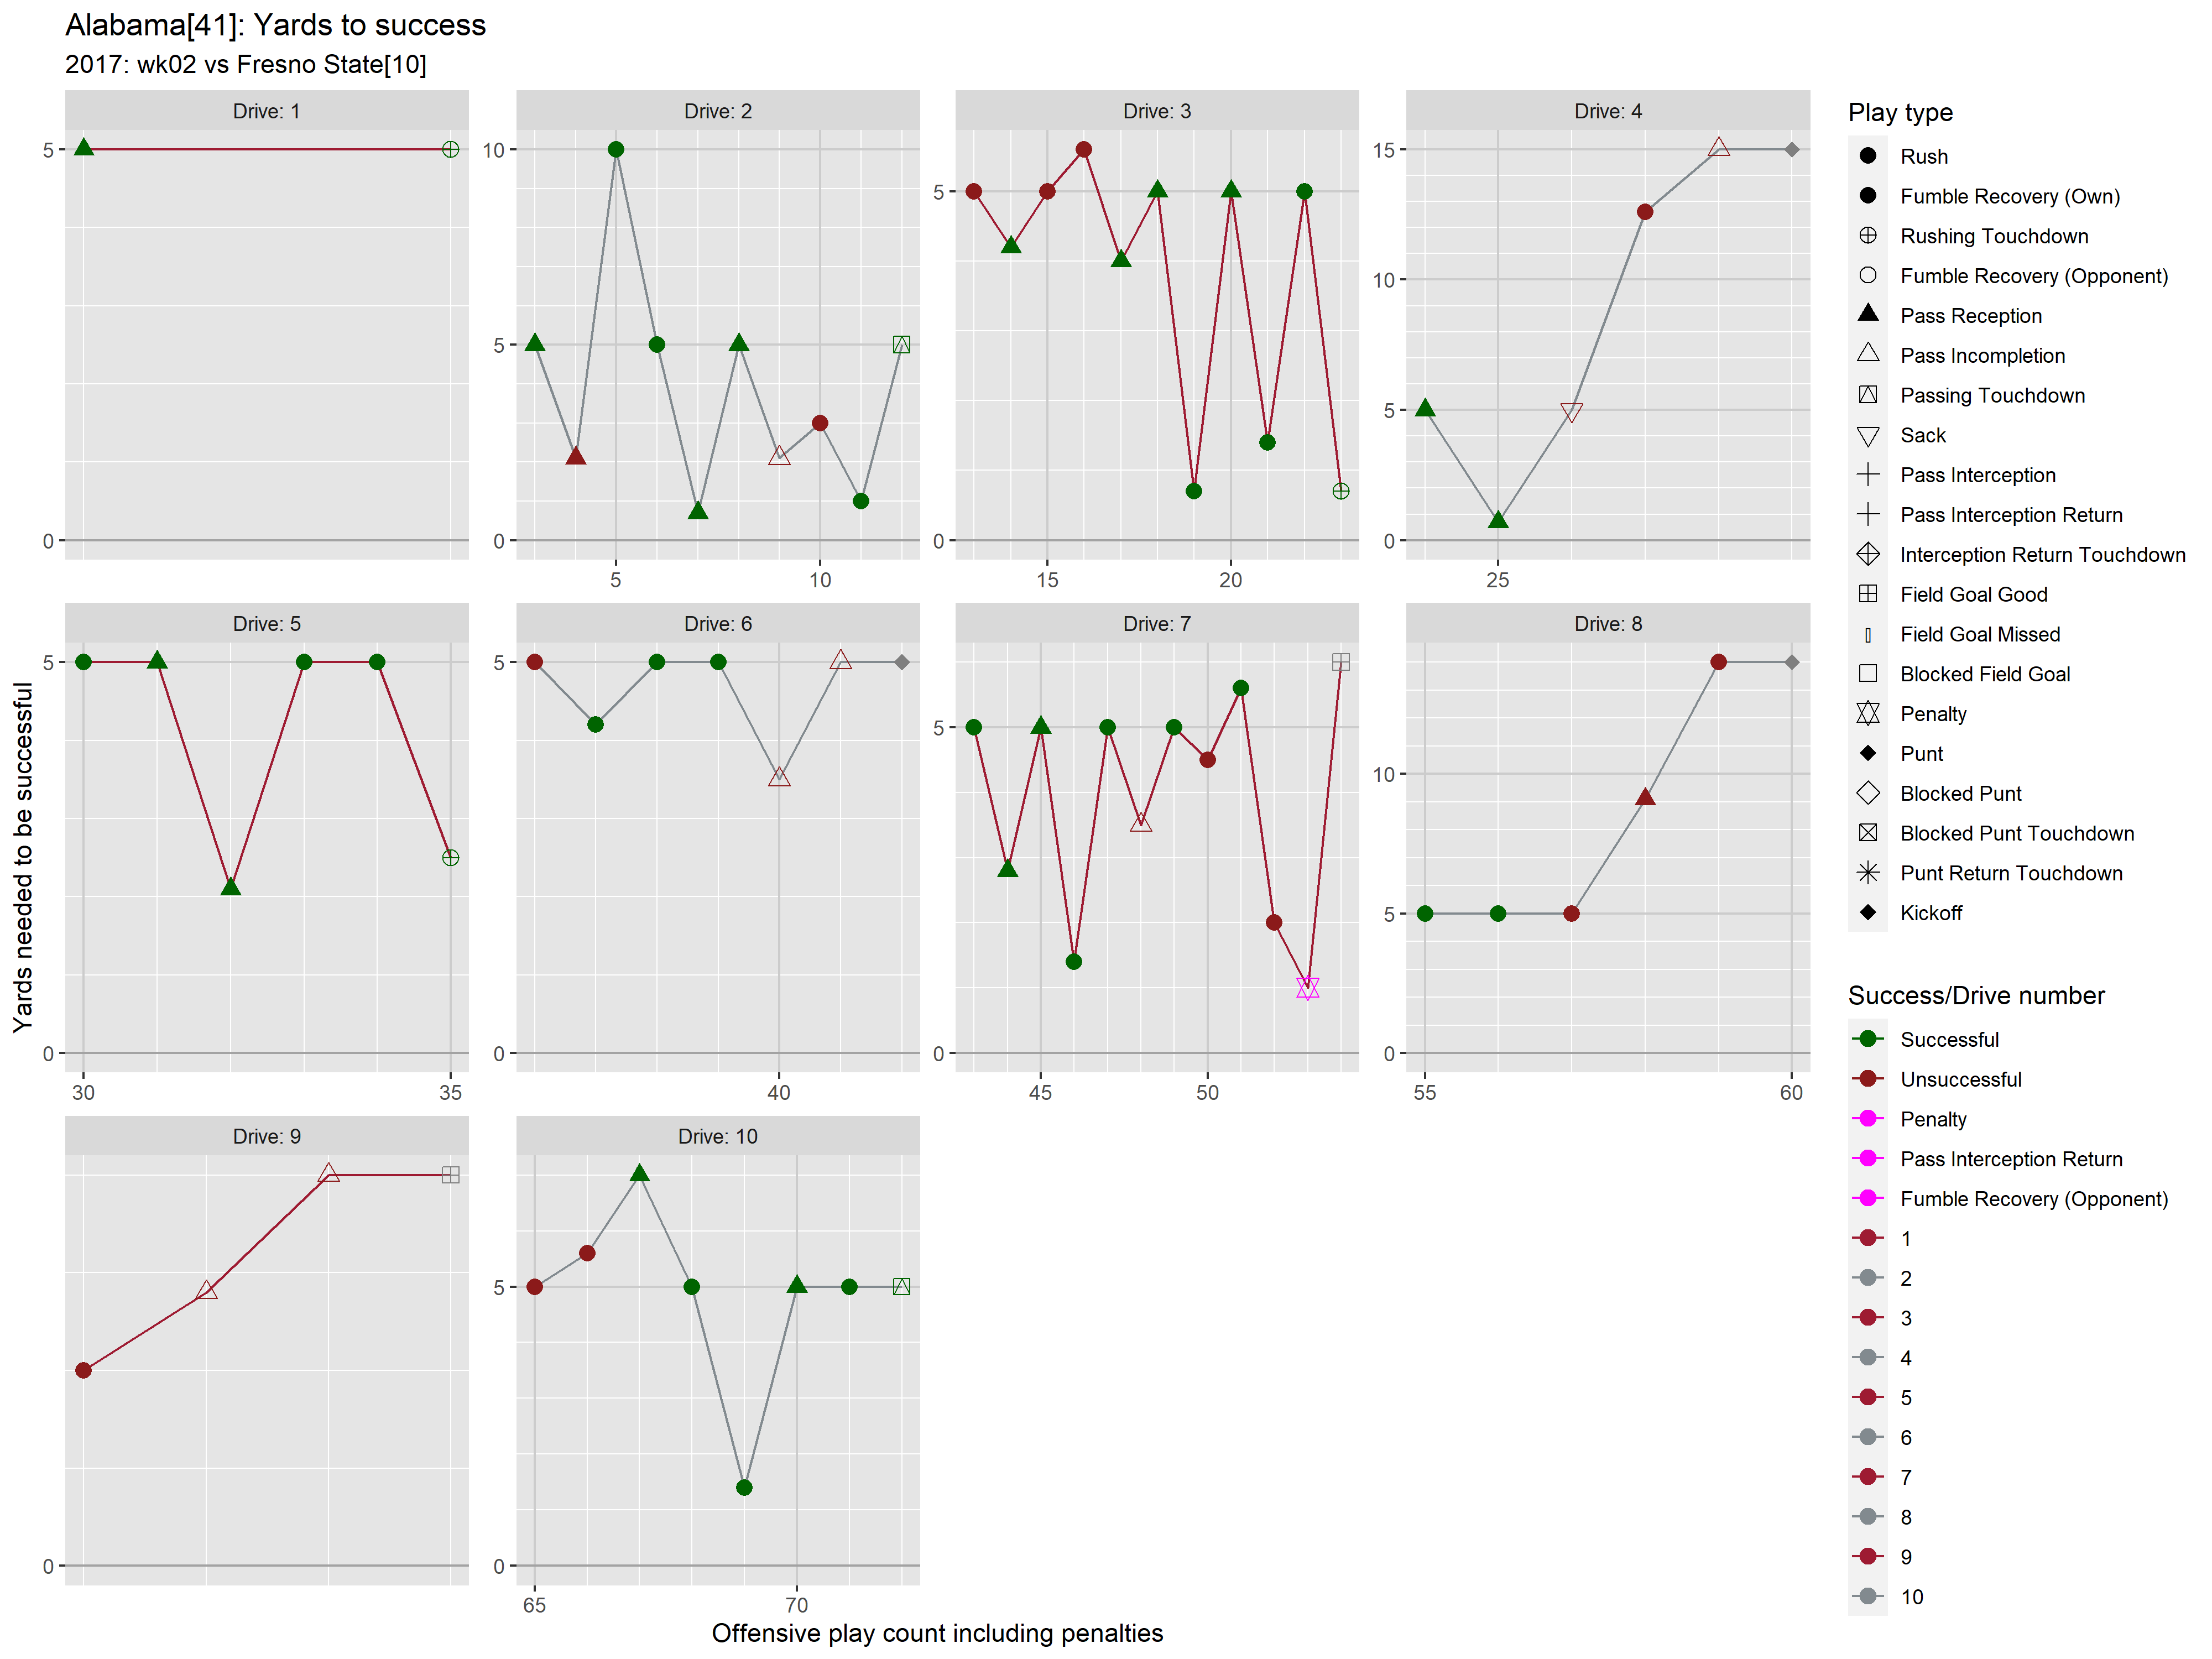 Alabama[41]: Yards to success
2017: wk02 vs Fresno State[10]
Drive: 1
Drive: 2
Drive: 3
Drive: 4
5
0
10
5
0
5
10
5
0
15
20
15
10
5
0
25
Drive: 5
Drive: 6
Drive: 7
Drive: 8
5
0
30
35
5
0
40
5
0
45
50
10
5
0
55
60
Drive: 9
Drive: 10
0
5
0
65
70
Yards needed to be successful
Offensive play count including penalties
Play type
Rush
Fumble Recovery (Own)
Rushing Touchdown
Fumble Recovery (Opponent)
Pass Reception
Pass Incompletion
Passing Touchdown
Sack
Pass Interception
Pass Interception Return
Interception Return Touchdown
Field Goal Good
Field Goal Missed
Blocked Field Goal
Penalty
Punt
Blocked Punt
Blocked Punt Touchdown
Punt Return Touchdown
Kickoff
Success/Drive number
Successful
Unsuccessful
Penalty
Pass Interception Return
Fumble Recovery (Opponent)
1
2
3
4
5
6
7
8
9
10